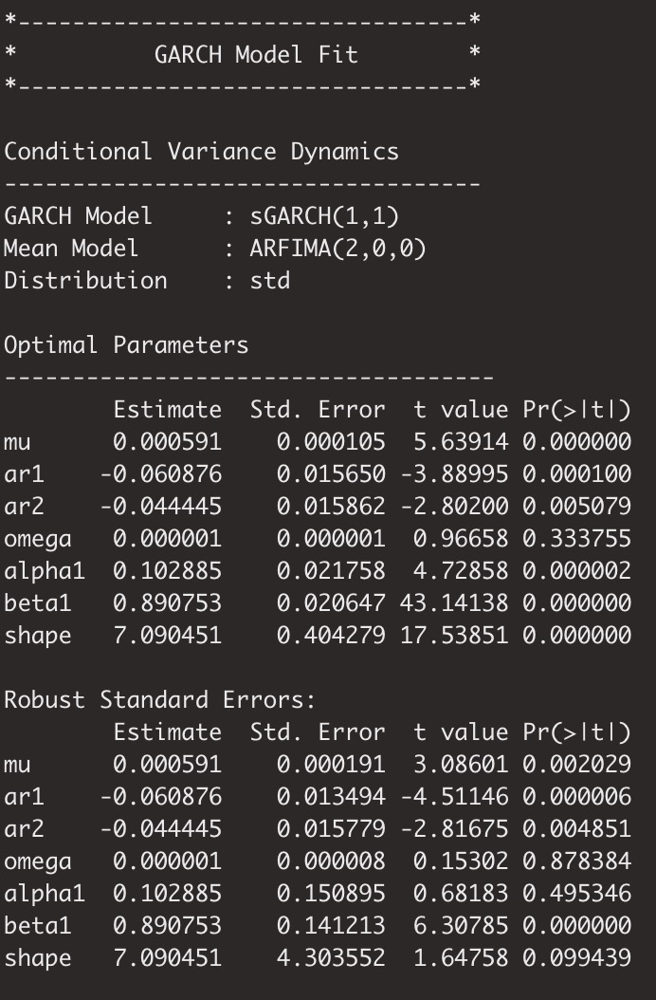 *---------------------------------*
*          GARCH Model Fit        *
*---------------------------------*
Conditional Variance Dynamics
-----------------------------------
GARCH Model     : sGARCH(1,1)
Mean Model      : ARFIMA(2,0,0)
Distribution    : std
Optimal Parameters
------------------------------------
        Estimate  Std. Error  t value Pr(>|t|)
mu      0.000591    0.000105  5.63914 0.000000
ar1    -0.060876    0.015650 -3.88995 0.000100
ar2    -0.044445    0.015862 -2.80200 0.005079
omega   0.000001    0.000001  0.96658 0.333755
alpha1  0.102885    0.021758  4.72858 0.000002
beta1   0.890753    0.020647 43.14138 0.000000
shape   7.090451    0.404279 17.53851 0.000000
Robust Standard Errors:
        Estimate  Std. Error  t value Pr(>|t|)
mu      0.000591    0.000191  3.08601 0.002029
ar1    -0.060876    0.013494 -4.51146 0.000006
ar2    -0.044445    0.015779 -2.81675 0.004851
omega   0.000001    0.000008  0.15302 0.878384
alpha1  0.102885    0.150895  0.68183 0.495346
beta1   0.890753    0.141213  6.30785 0.000000
shape   7.090451    4.303552  1.64758 0.099439